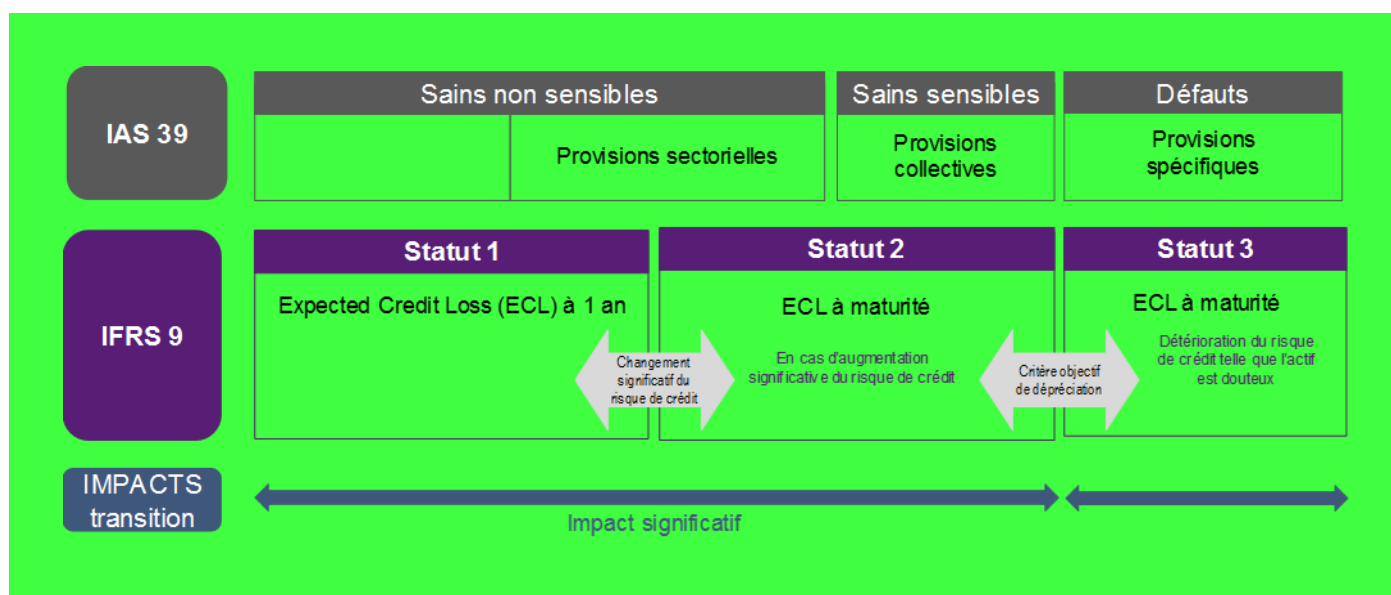 IAS 39
Sains non sensibles
Sains sensibles
Défauts
Provisions sectorielles
Provisions
collectives
Provisions
spécifiques
IFRS 9
Statut 1
Statut 2
Statut 3
Expected Credit Loss (ECL) à 1 an
ECL à maturité
ECL à maturité
Changement
significatif du
risque de crédit
En cas d'augmentation
significative du risque de crédit
Critère objectif
de dépréciation
Détérioration du risque
de crédit telle que l'actif
est douteux
IMPACTS
transition
Impact significatif